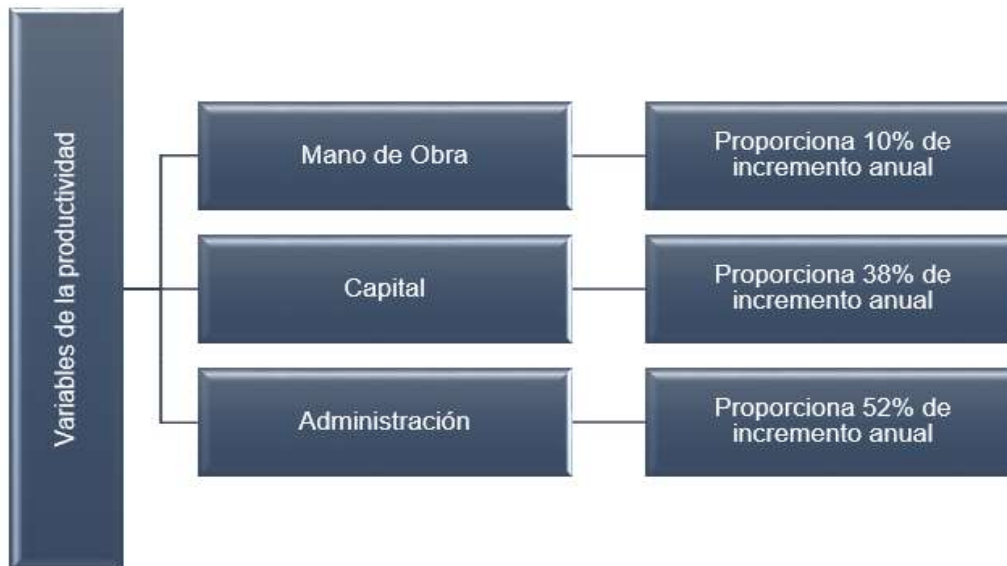 Variables de la productividad
Mano de Obra
Proporciona 10% de
incremento anual
Capital
Proporciona 38% de
incremento anual
Administración
Proporciona 52% de
incremento anual